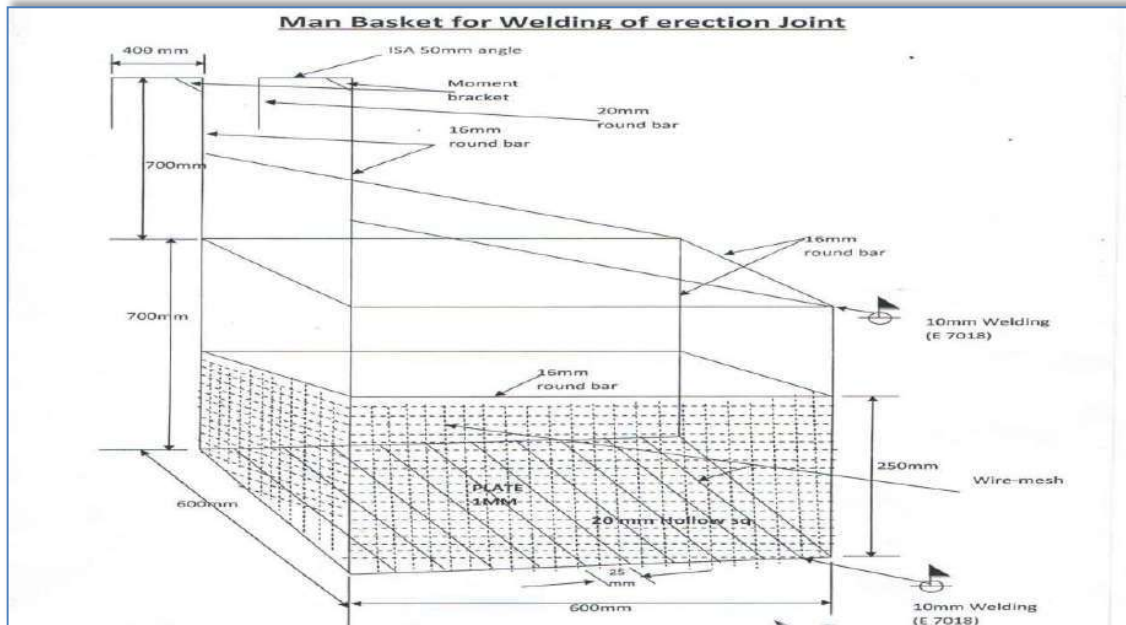 Man Basket for Welding of erection Joint
400 mm
ISA 50mm angle
Moment
bracket
20mm
round bar
16mm
round bar
700mm
16mm
round bar
700mm
10mm Welding
(E 7018)
16mm
round bar
250mm
Wire-mesh
PLATE
1MM
600mm
20 mm Hollow sq
25
mm
600mm
10mm Welding
(E 7018)